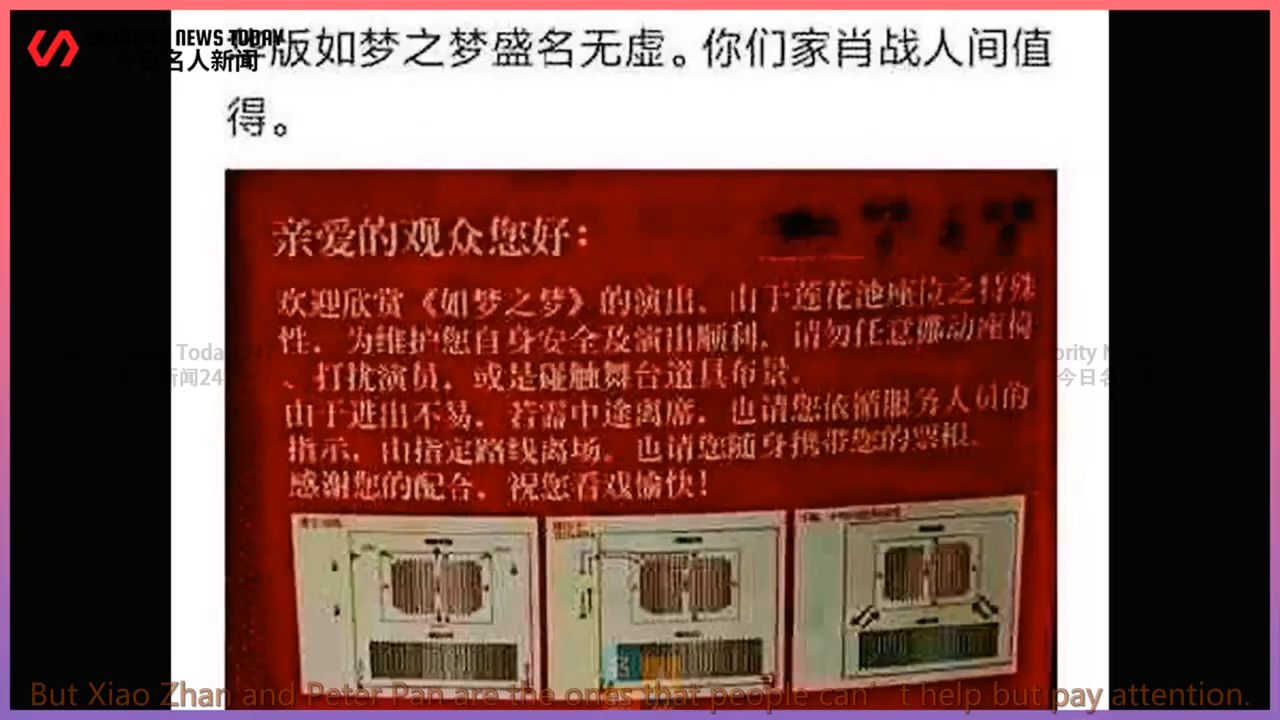 NEWS TODAY
今日名人新闻
版如梦之梦盛名无虚。你们家肖战人间值
得。
亲爱的观众您好：
欢迎欣赏《如梦之梦》的演出，由于莲花池座位之特殊
性，为维护您自身安全及演出顺利，请勿任意挪动座椅
、打扰演员，或是碰触舞台道具布景。
由于进出不易，若需中途离席，也请您依循服务人员的
指示，由指定路线离场，也请您随身携带您的票根。
感谢您的配合，祝您看戏愉快！
But Xiao Zhan and Peter Pan are the ones that people can't help but pay attention.